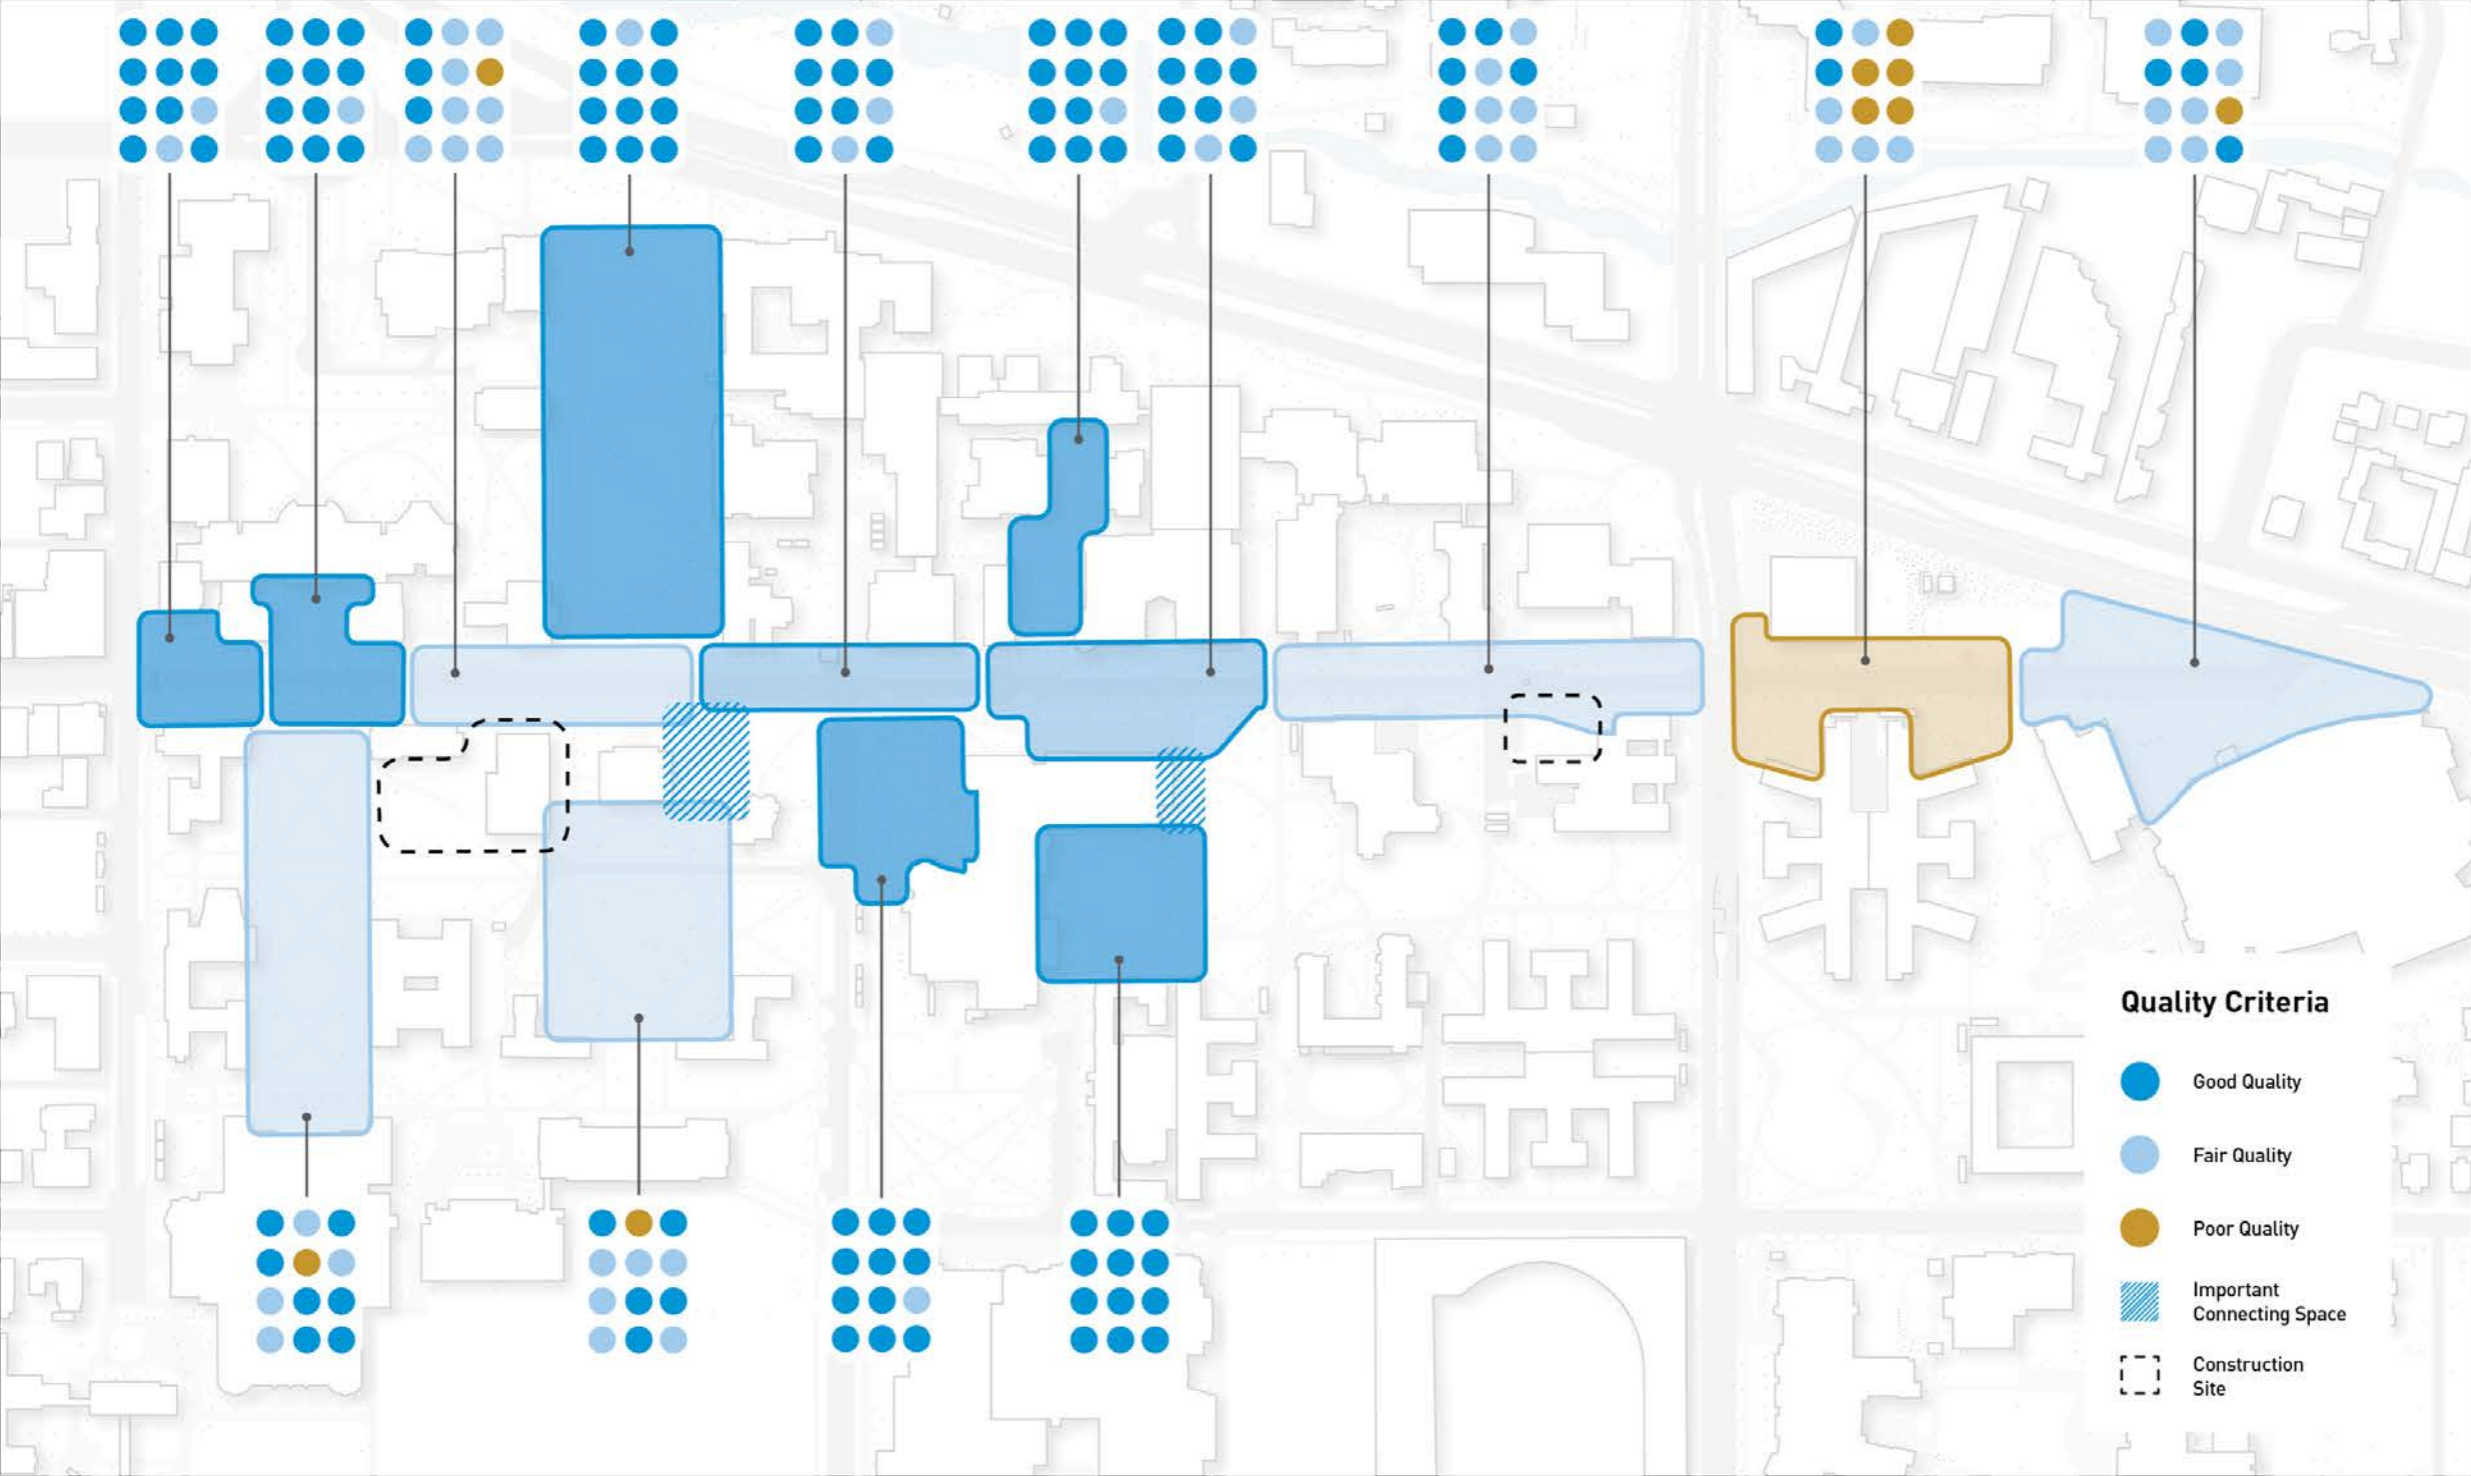 Quality Criteria
Good Quality
Fair Quality
Poor Quality
Important
Connecting Space
Construction
Site